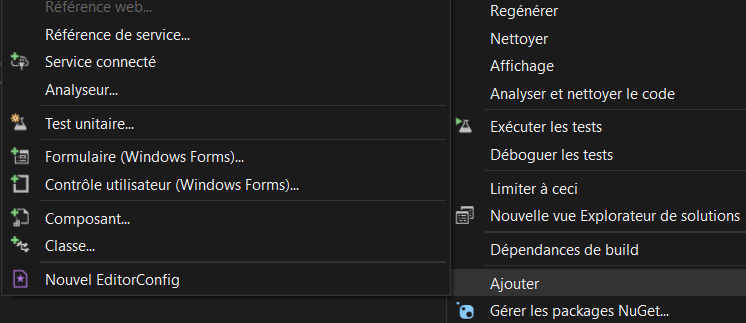 Référence web...
Référence de service...
Service connecté
Analyseur...
Test unitaire...
Formulaire (Windows Forms)...
Contrôle utilisateur (Windows Forms)...
Composant...
Classe...
Nouvel EditorConfig
Regénérer
Nettoyer
Affichage
Analyser et nettoyer le code
Exécuter les tests
Déboguer les tests
Limiter à ceci
Nouvelle vue Explorateur de solutions
Dépendances de build
Ajouter
Gérer les packages NuGet...